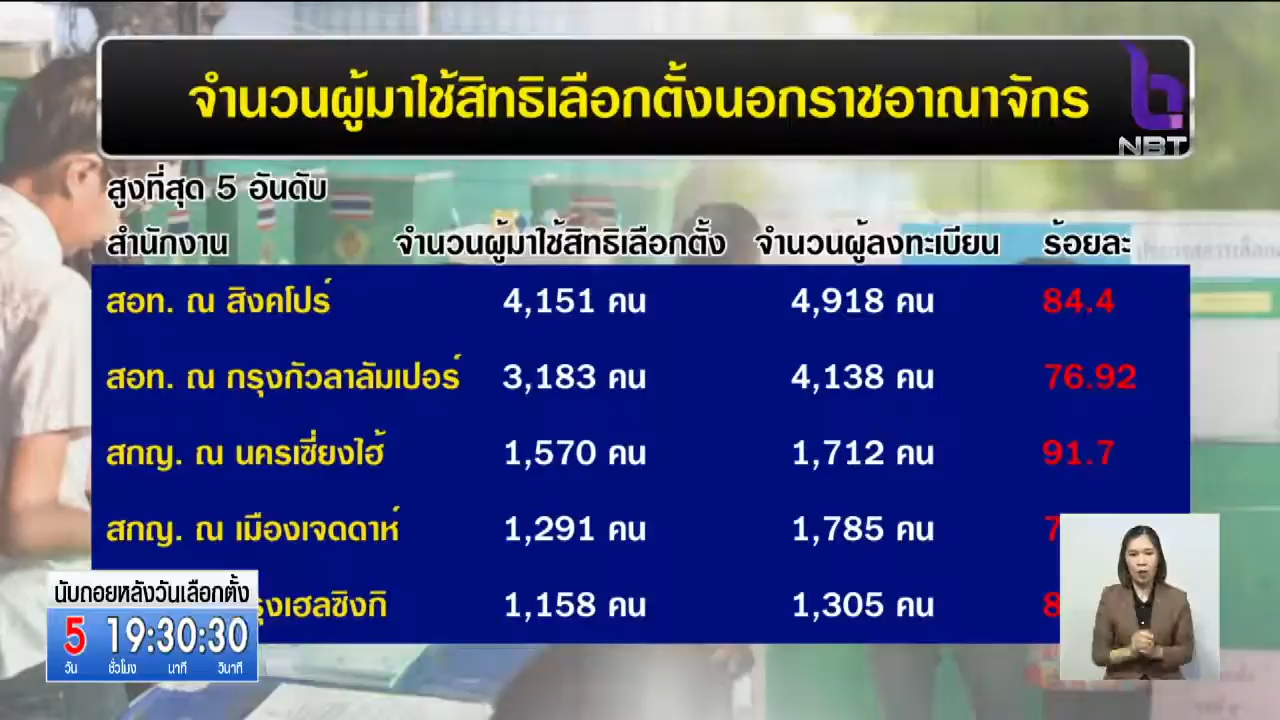 จำนวนผู้มาใช้สิทธิเลือกตั้งนอกราชอาณาจักร
NBT
สูงที่สุด 5 อันดับ
สำนักงาน จำนวนผู้มาใช้สิทธิเลือกตั้ง จำนวนผู้ลงทะเบียน ร้อยละ
สอท. ณ สิงคโปร์ 4,151 คน 4,918 คน 84.4
สอท. ณ กรุงกัวลาลัมเปอร์ 3,183 คน 4,138 คน 76.92
สกญ. ณ นครเซี่ยงไฮ้ 1,570 คน 1,712 คน 91.7
สกญ. ณ เมืองเจดดาห์ 1,291 คน 1,785 คน 7
รุงเฮลซิงกิ 1,158 คน 1,305 คน 8
นับถอยหลังวันเลือกตั้ง
5 19:30:30
วัน ชั่วโมง นาที วินาที